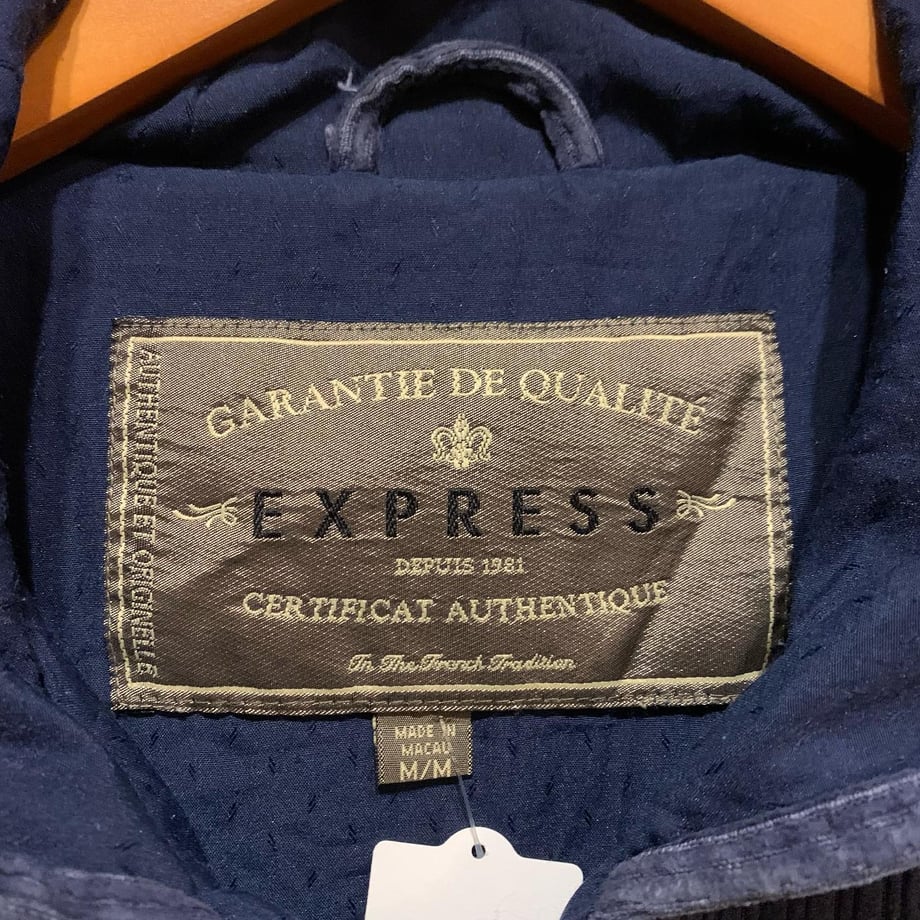 GARANTIE DE QUALITÉ
EXPRESS
DEPUIS 1981
CERTIFICAT AUTHENTIQUE
In The French Tradition
AUTHENTIQUE ET ORIGINELLE
MADE IN
MACAU
M/M